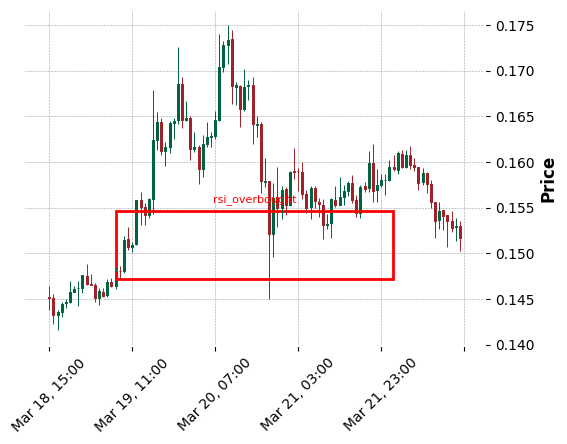 0.175
0.170
0.165
0.160
0.155
0.150
0.145
0.140
Price
rsi_overbought
Mar 18, 15:00
Mar 19, 11:00
Mar 20, 07:00
Mar 21, 03:00
Mar 21, 23:00